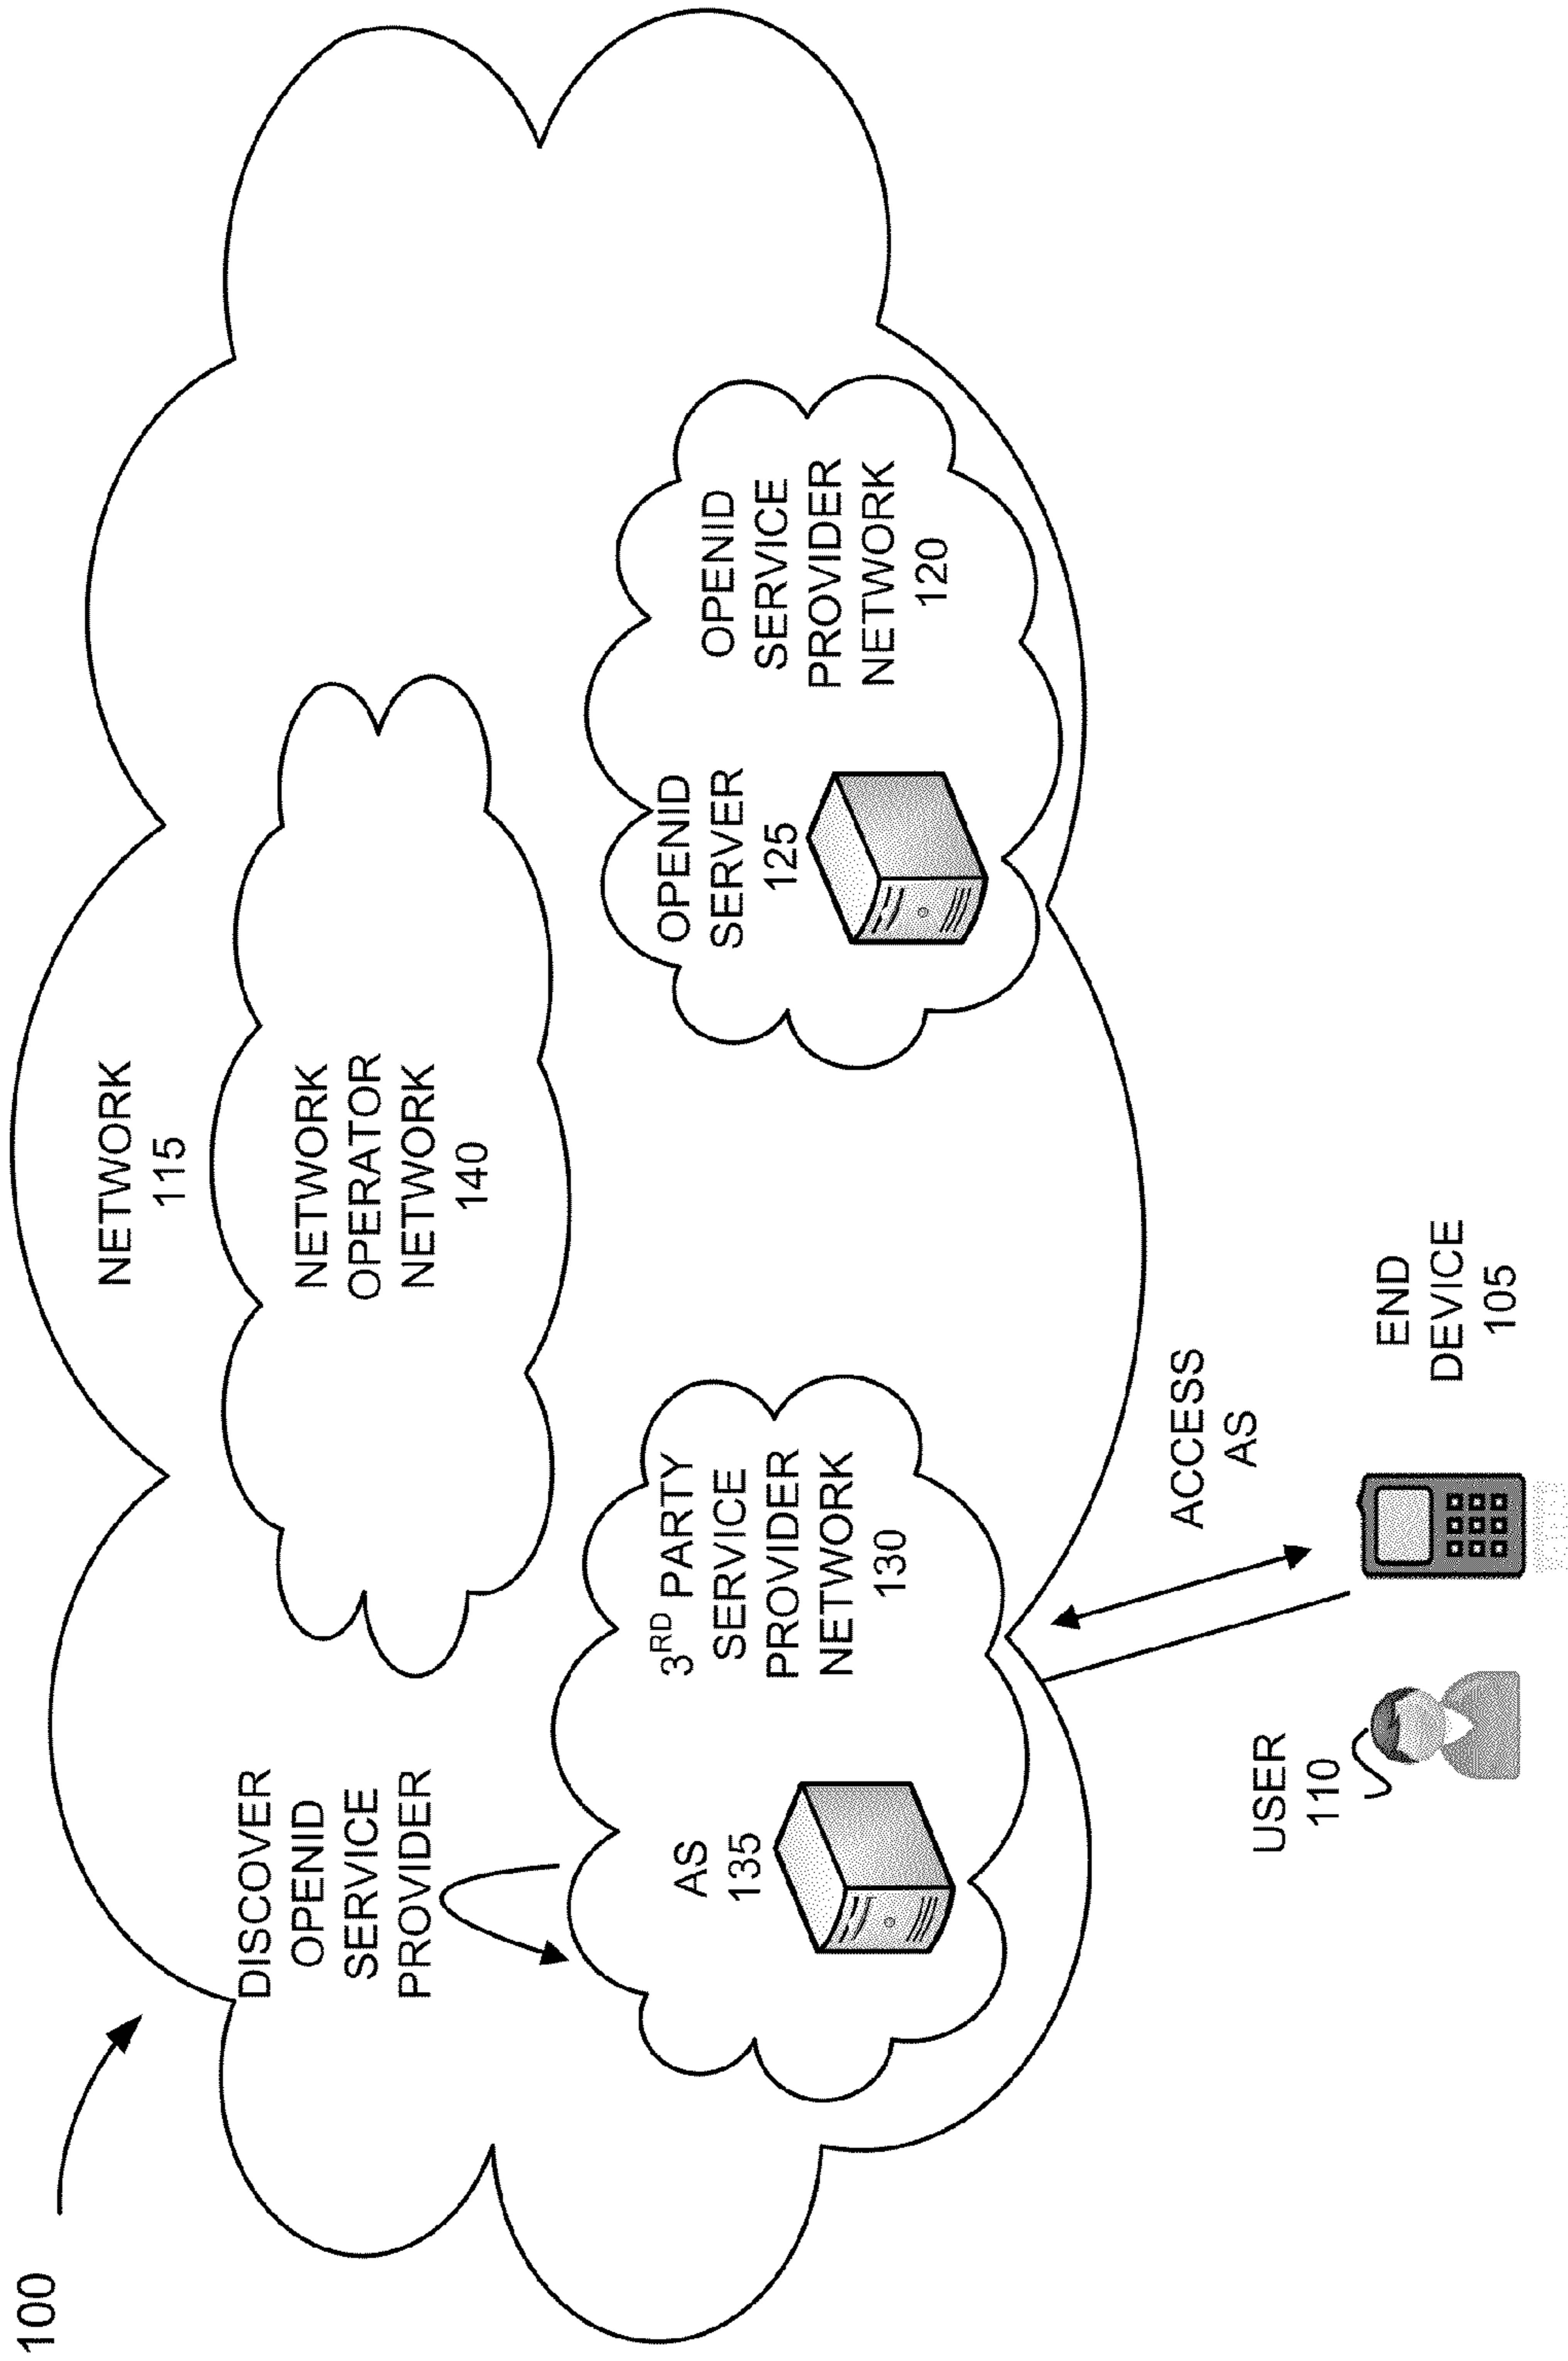 100
NETWORK
115
NETWORK
OPERATOR
NETWORK
140
DISCOVER
OPENID
SERVICE
PROVIDER
3RD PARTY
SERVICE
PROVIDER
NETWORK
130
AS
135
OPENID
SERVER
125
OPENID
SERVICE
PROVIDER
NETWORK
120
ACCESS
AS
USER
110
END
DEVICE
105